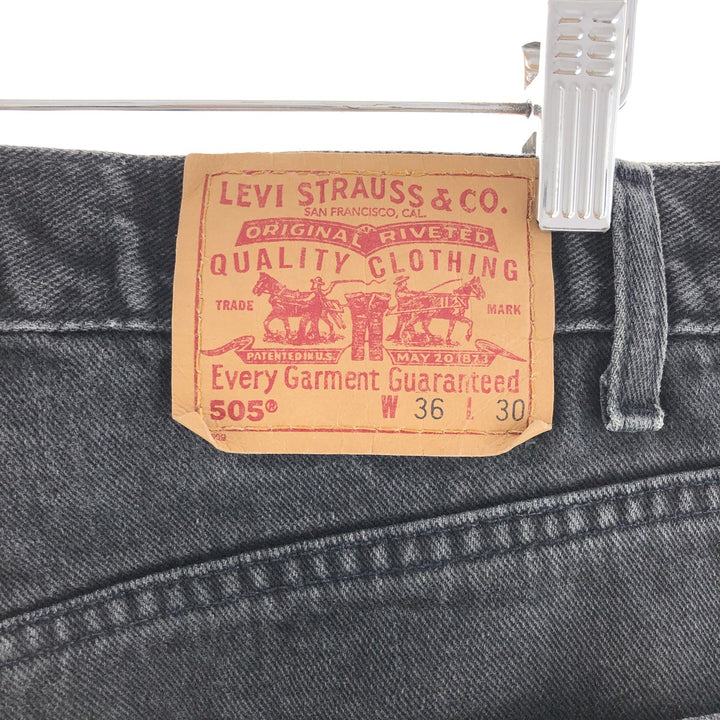 LEVI STRAUSS & CO.
SAN FRANCISCO, CAL.
ORIGINAL RIVETED
QUALITY CLOTHING
TRADE MARK
PATENTED IN U.S. MAY 20 1873
Every Garment Guaranteed
505® W 36 L 30